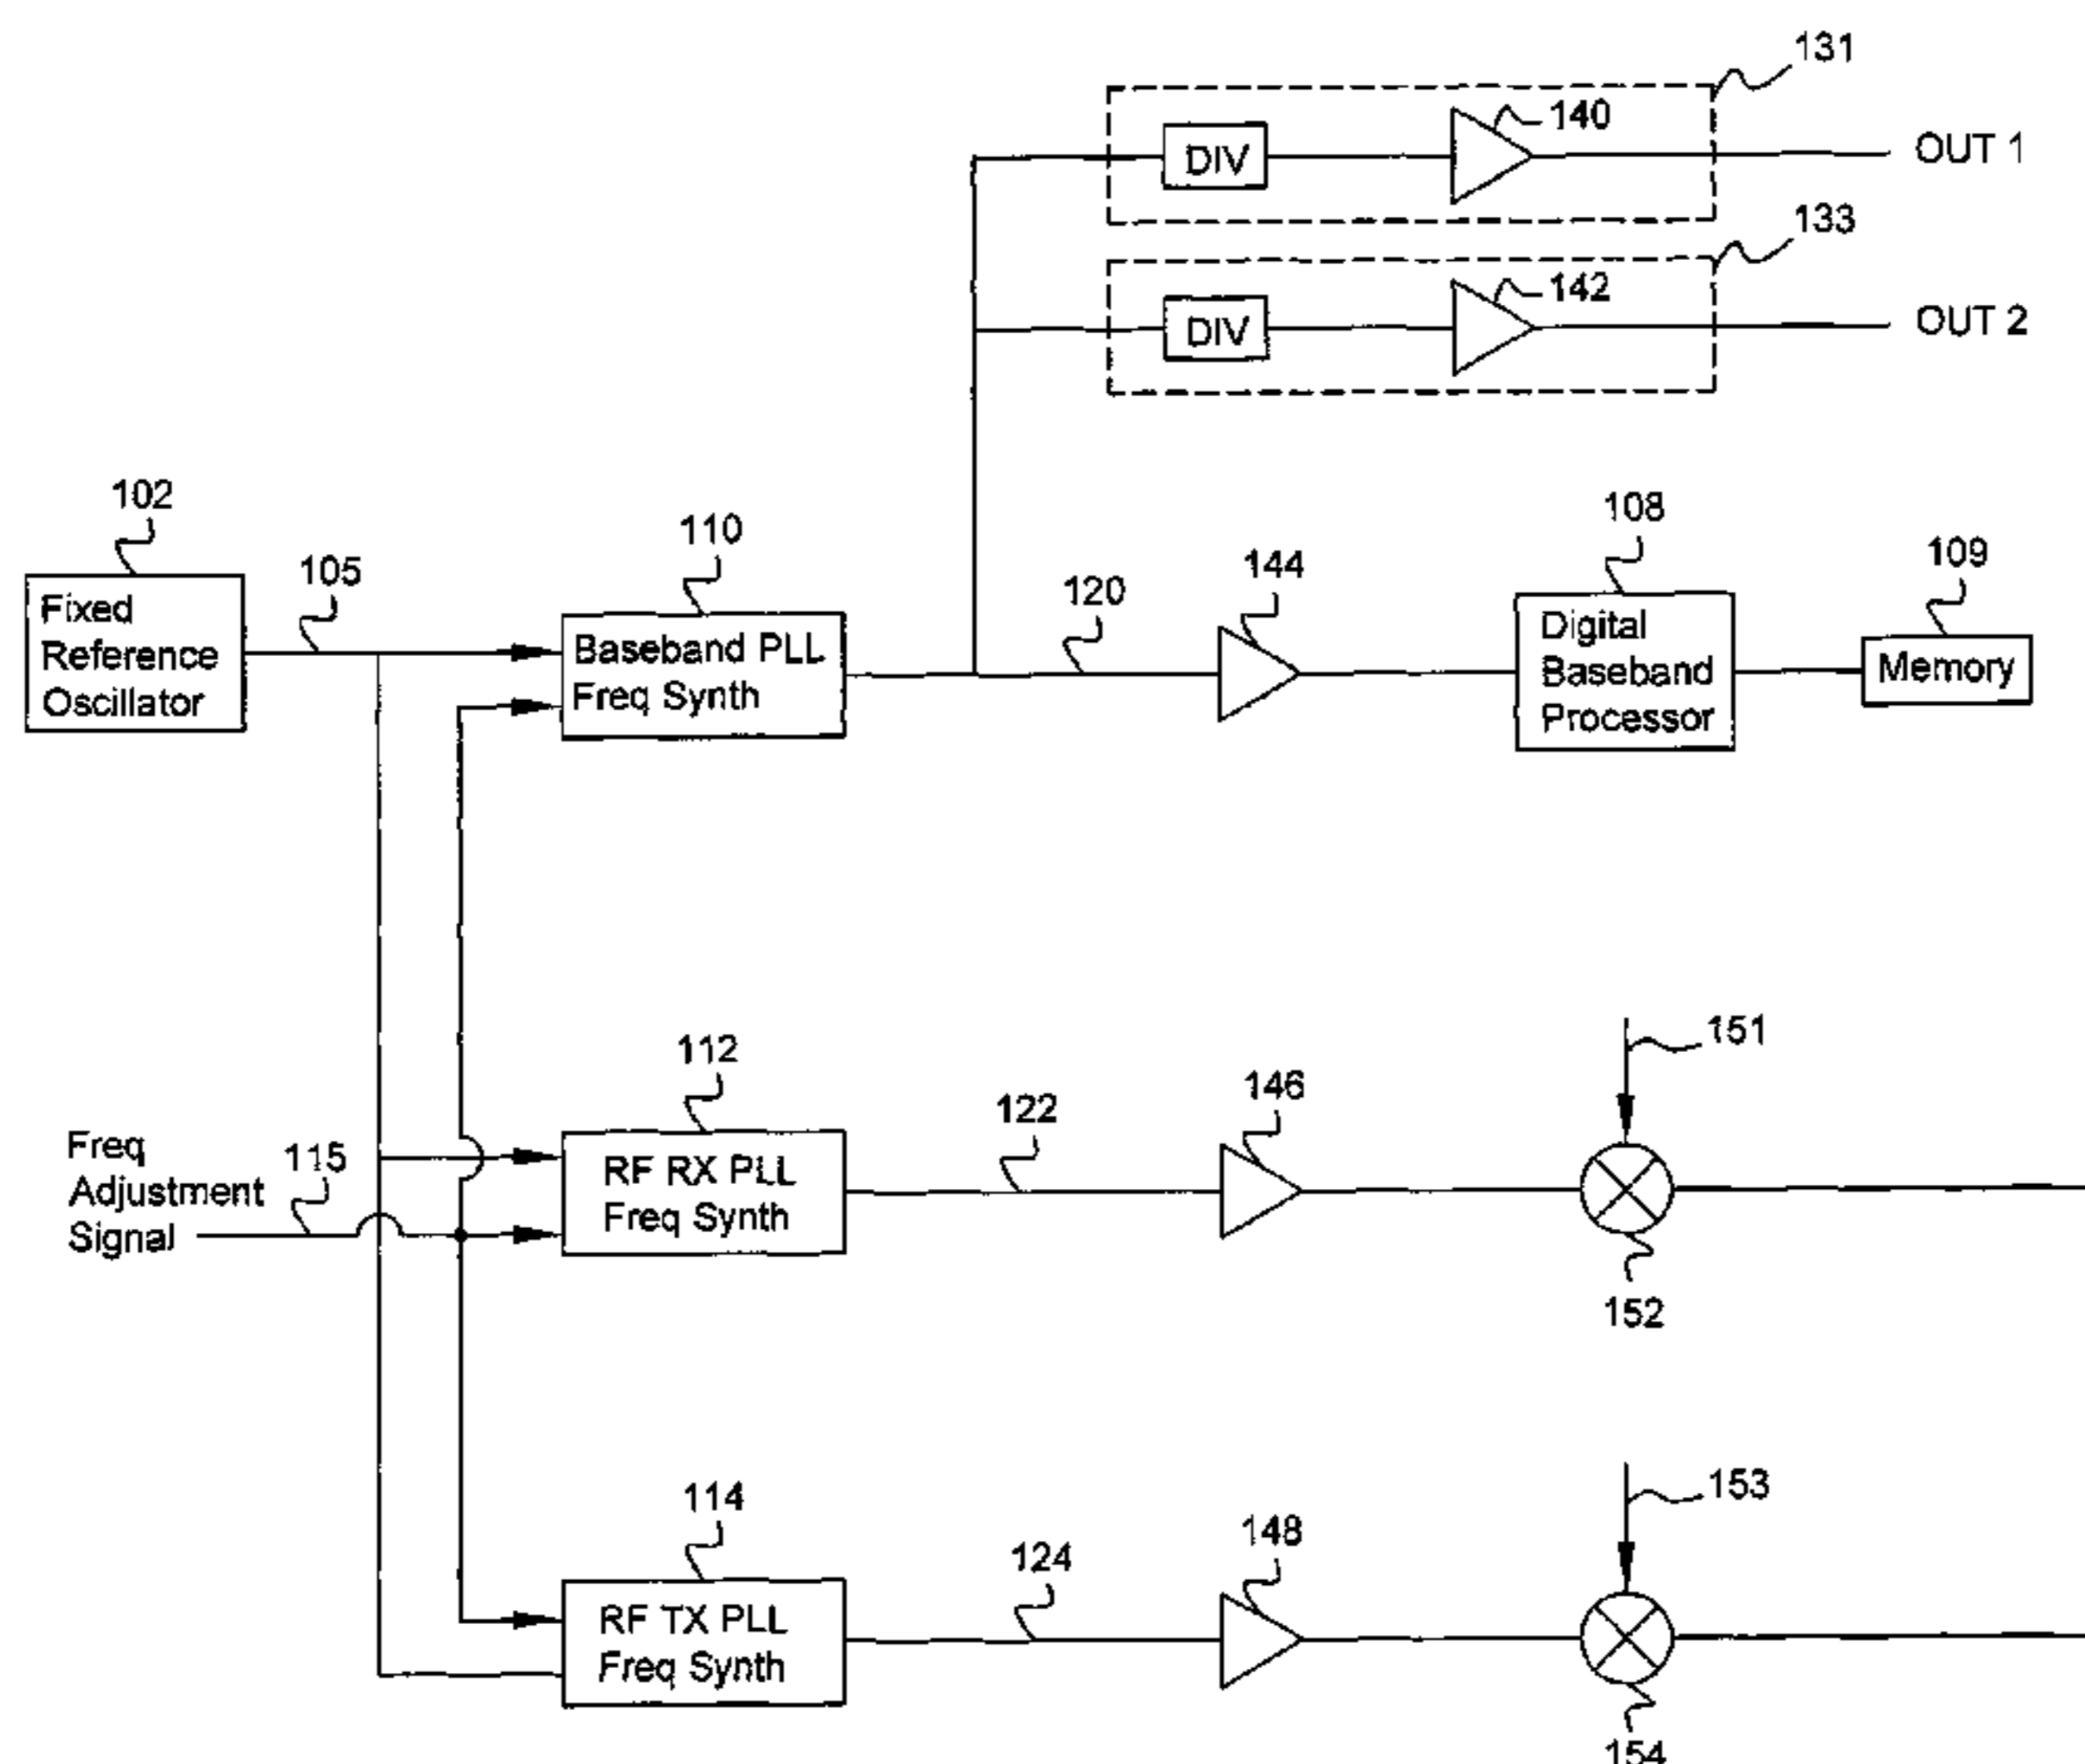 131
140
DIV
OUT 1
133
142
DIV
OUT 2
102
105
110
120
144
108
109
Fixed
Reference
Oscillator
Baseband PLL
Freq Synth
Digital
Baseband
Processor
Memory
112
122
146
151
Freq
Adjustment
Signal
115
RF RX PLL
Freq Synth
152
114
124
148
153
RF TX PLL
Freq Synth
154